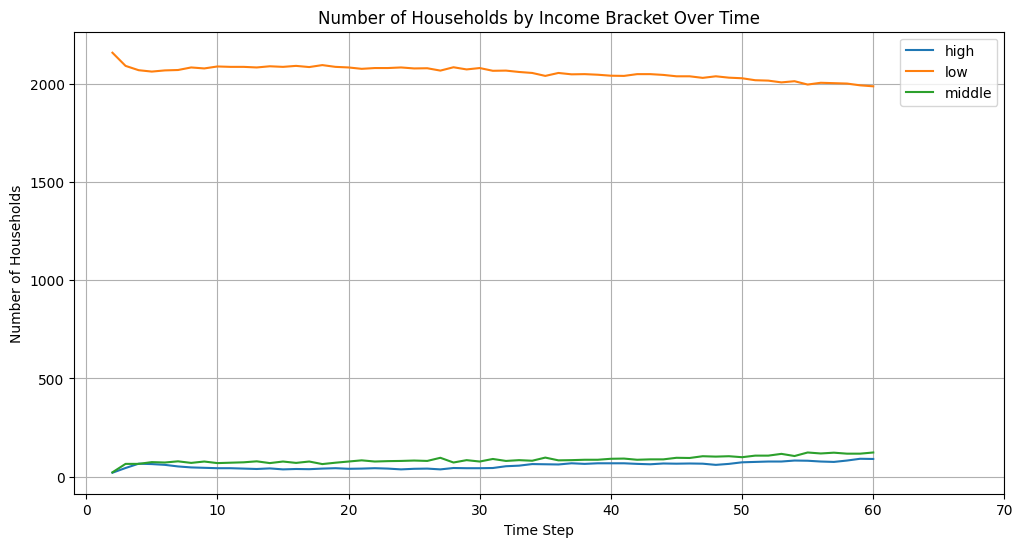 Number of Households by Income Bracket Over Time
high
low
middle
Number of Households
2000
1500
1000
500
0
0 10 20 30 40 50 60 70
Time Step